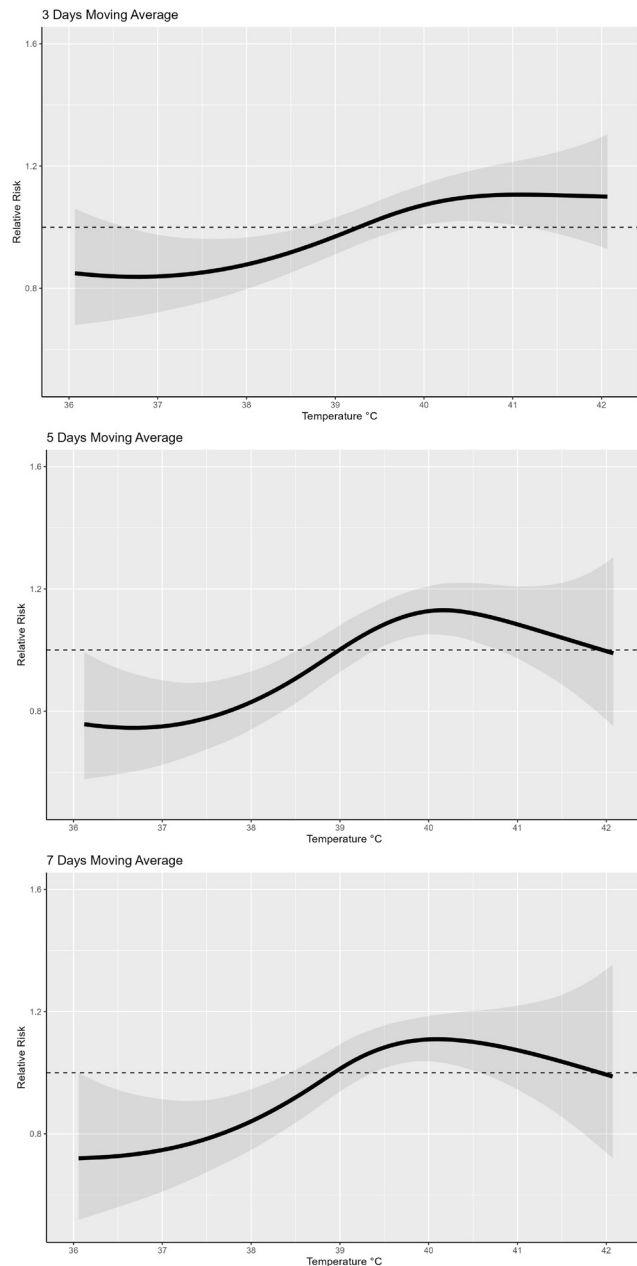 3 Days Moving Average
1.6
1.2
0.8
Relative Risk
36 37 38 39 40 41 42
Temperature °C
5 Days Moving Average
1.6
1.2
0.8
Relative Risk
36 37 38 39 40 41 42
Temperature °C
7 Days Moving Average
1.6
1.2
0.8
Relative Risk
36 37 38 39 40 41 42
Temperature °C